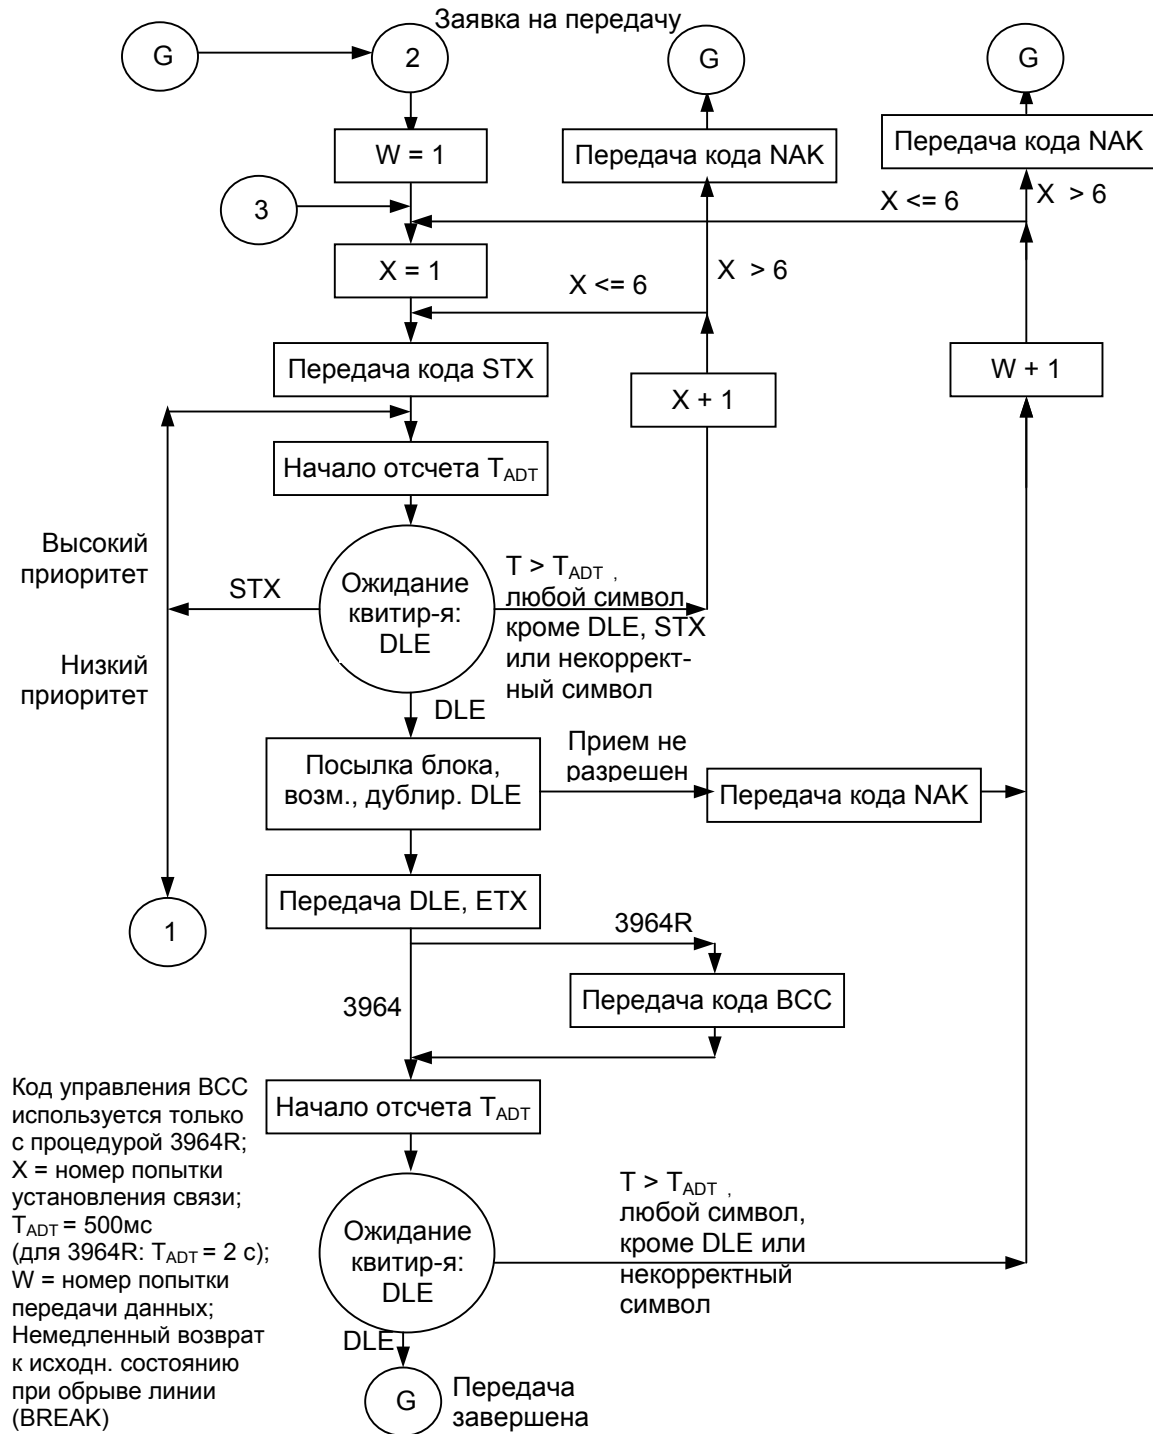 Заявка на передачу
G
2
G
G
W = 1
Передача кода NAK
Передача кода NAK
3
X <= 6
X > 6
X = 1
X <= 6
X > 6
Передача кода STX
X + 1
W + 1
Начало отсчета TADT
Высокий
приоритет
STX
Ожидание
квитир-я:
DLE
T > TADT ,
любой символ
кроме DLE, STX
или некоррект-
ный символ
Низкий
приоритет
DLE
Посылка блока,
возм., дублир. DLE
Прием не
разрешен
Передача кода NAK
Передача DLE, ETX
1
3964R
3964
Передача кода BCC
Начало отсчета TADT
Код управления BCC
используется только
с процедурой 3964R;
X = номер попытки
установления связи;
TADT = 500мс
(для 3964R: TADT = 2 с);
W = номер попытки
передачи данных;
Немедленный возврат
к исходн. состоянию
при обрыве линии
(BREAK)
Ожидание
квитир-я:
DLE
T > TADT ,
любой символ,
кроме DLE или
некорректный
символ
DLE
G
Передача
завершена